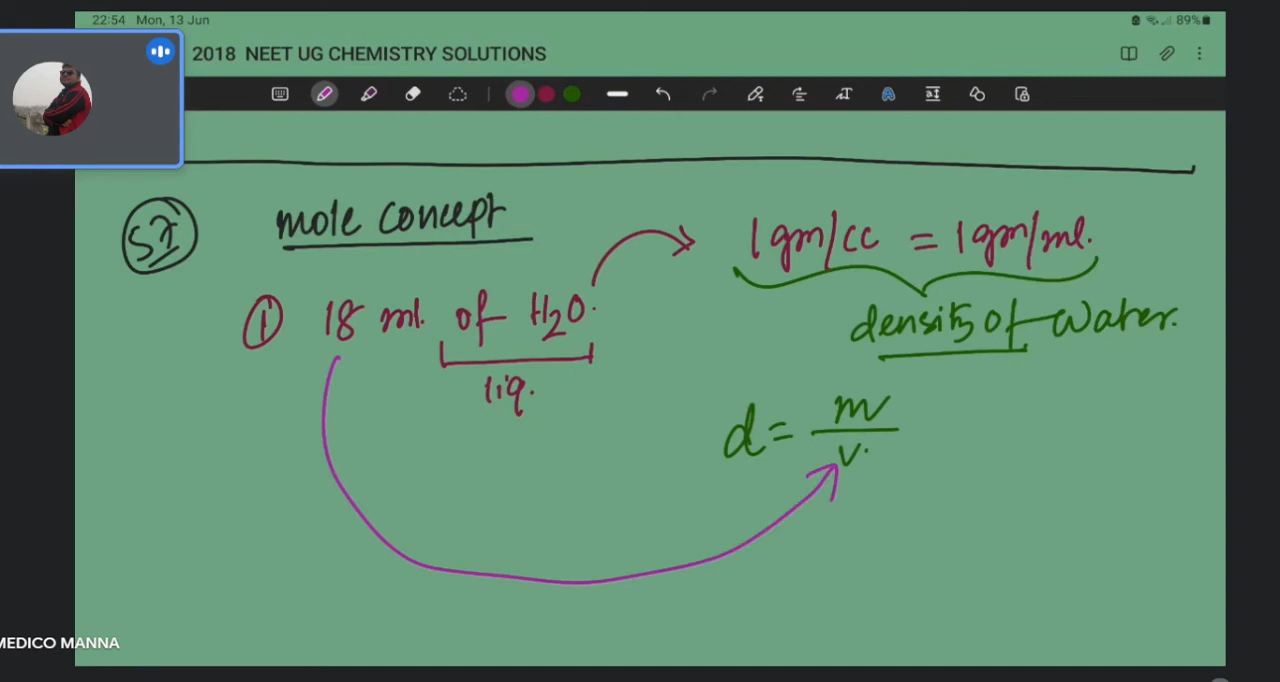 22:54 Mon, 13 Jun
89%
2018 NEET UG CHEMISTRY SOLUTIONS
mole concept
1gm/cc = 1gm/ml.
① 18 ml. of H₂O.
density of Water.
liq.
d = m/v.
MEDICO MANNA